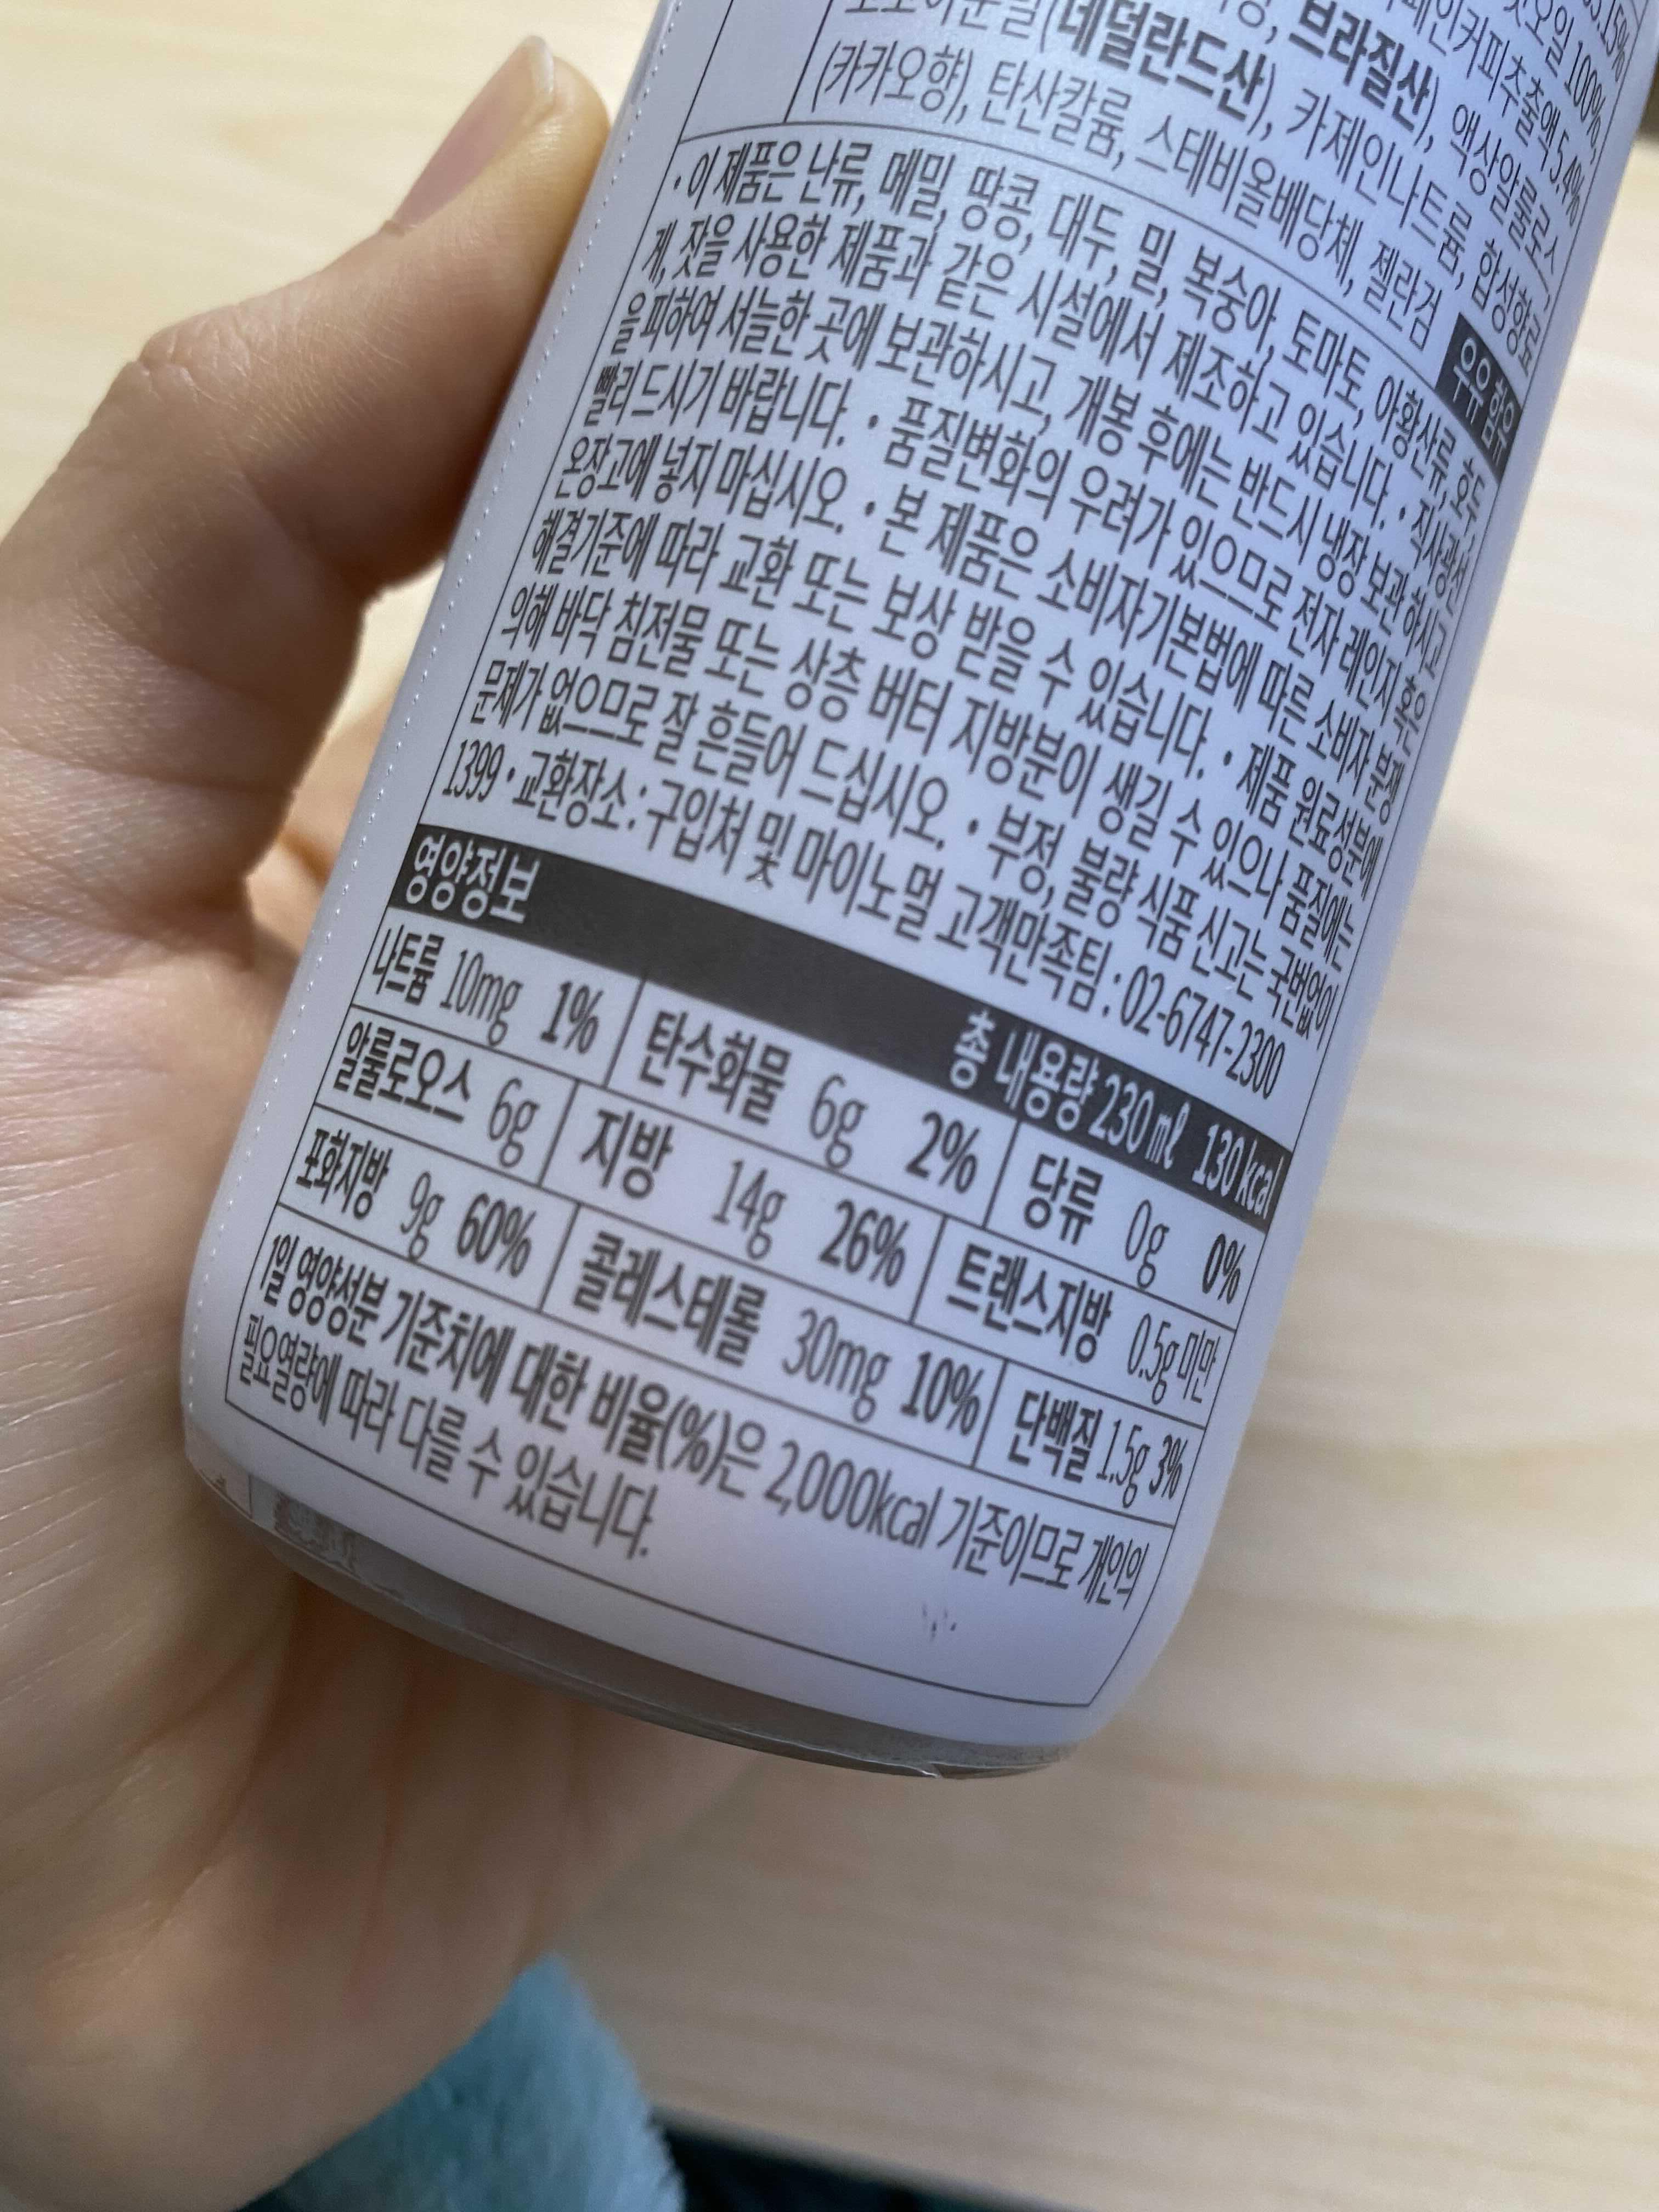 오일 100%,
페인커피추출액 5.4%
브라질산), 액상알룰로스,
(네덜란드산), 카제인나트륨, 합성향료
(카카오향), 탄산칼륨, 스테비올배당체, 젤란검 우유 함유
• 이 제품은 난류, 메밀, 땅콩, 대두, 밀, 복숭아, 토마토, 아황산류, 호두,
게, 잣을 사용한 제품과 같은 시설에서 제조하고 있습니다. • 직사광선
을 피하여 서늘한 곳에 보관하시고, 개봉 후에는 반드시 냉장 보관 하시고
빨리 드시기 바랍니다. • 품질변화의 우려가 있으므로 전자 레인지 혹은
온장고에 넣지 마십시오. • 본 제품은 소비자기본법에 따른 소비자 분쟁
해결기준에 따라 교환 또는 보상 받을 수 있습니다. • 제품 원료성분에
의해 바닥 침전물 또는 상층 버터 지방분이 생길 수 있으나 품질에는
문제가 없으므로 잘 흔들어 드십시오. • 부정, 불량 식품 신고는 국번없이
1399 • 교환장소 : 구입처 및 마이노멀 고객만족팀 : 02-6747-2300
영양정보 총 내용량 230㎖ 130kcal
나트륨 10mg 1% 탄수화물 6g 2% 당류 0g 0%
알룰로오스 6g 지방 14g 26% 트랜스지방 0.5g미만
포화지방 9g 60% 콜레스테롤 30mg 10% 단백질 1.5g 3%
1일 영양성분 기준치에 대한 비율(%)은 2,000kcal 기준이므로 개인의
필요열량에 따라 다를 수 있습니다.